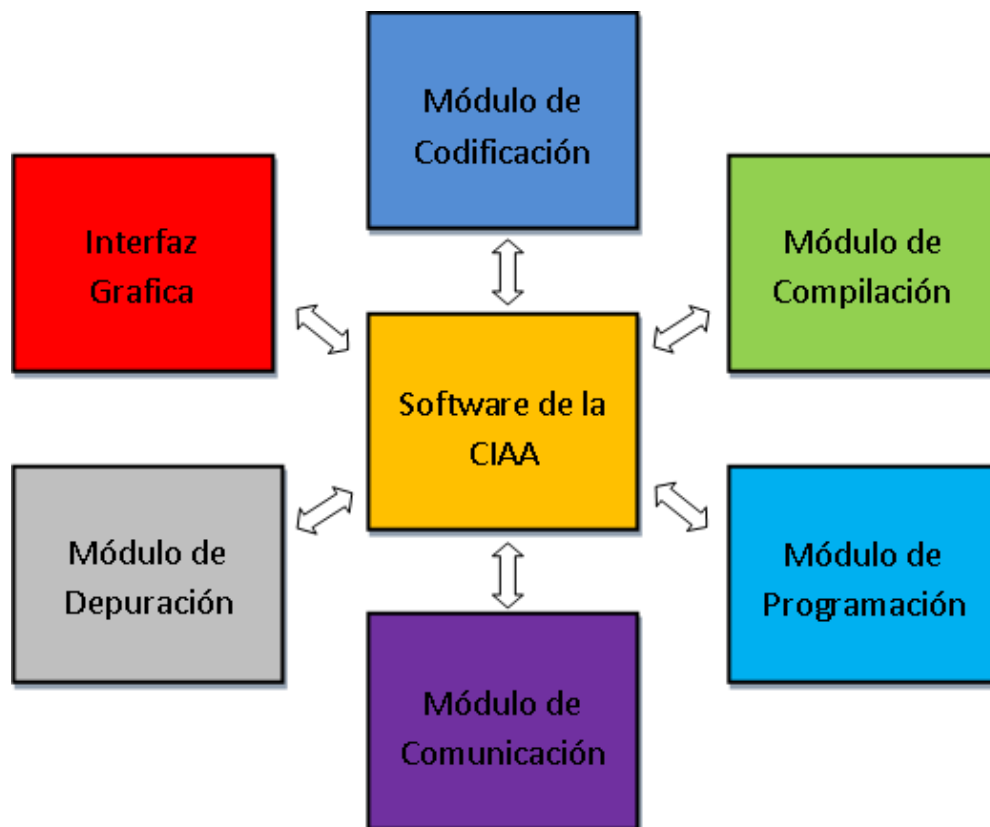 Módulo de
Codificación
Interfaz
Grafica
Módulo de
Compilación
Software de la
CIAA
Módulo de
Depuración
Módulo de
Programación
Módulo de
Comunicación